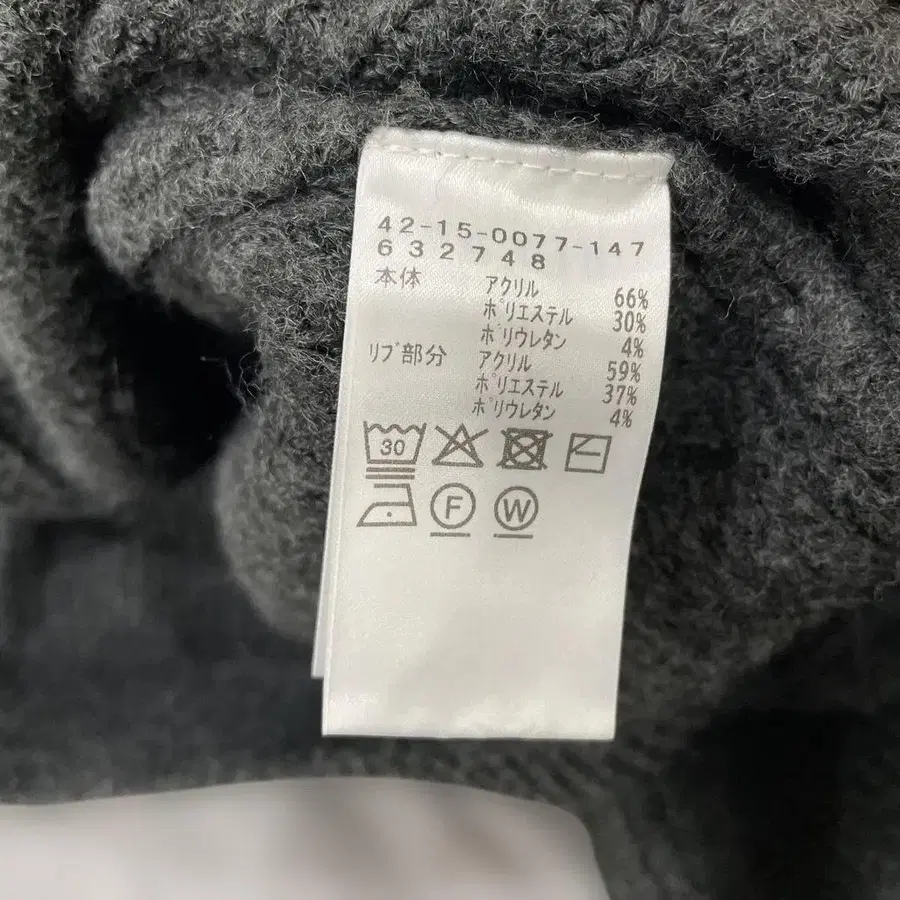 42-15-0077-147
632748
本体 アクリル 66%
ポリエステル 30%
ポリウレタン 4%
リブ部分 アクリル 59%
ポリエステル 37%
ポリウレタン 4%
30
F W